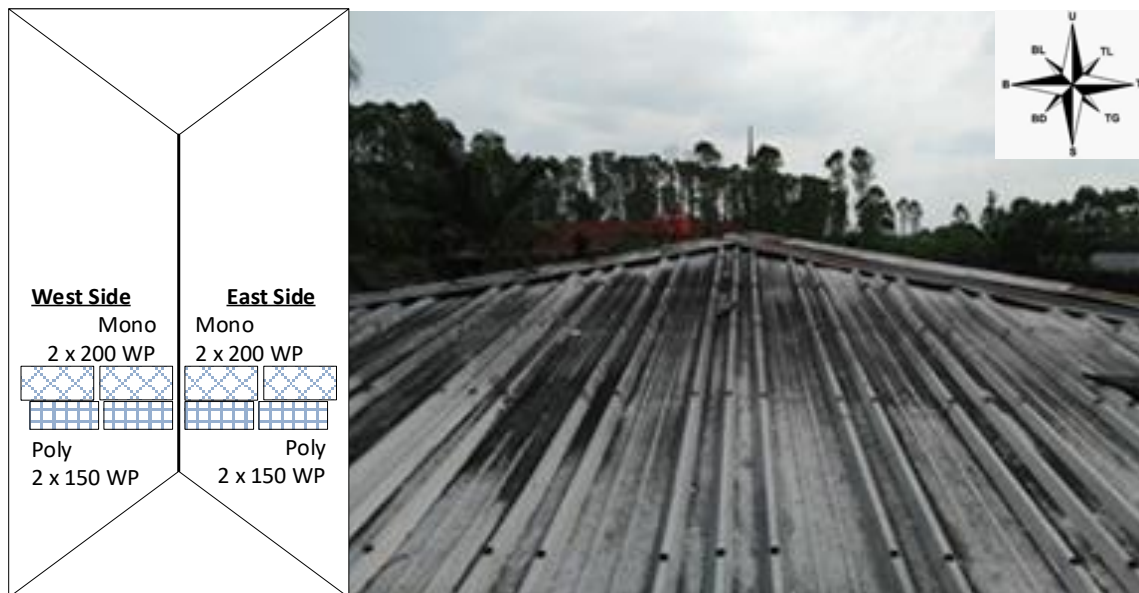 West Side
East Side
Mono
Mono
2 x 200 WP
2 x 200 WP
Poly
Poly
2 x 150 WP
2 x 150 WP
U
BL
TL
B
T
BD
TG
S